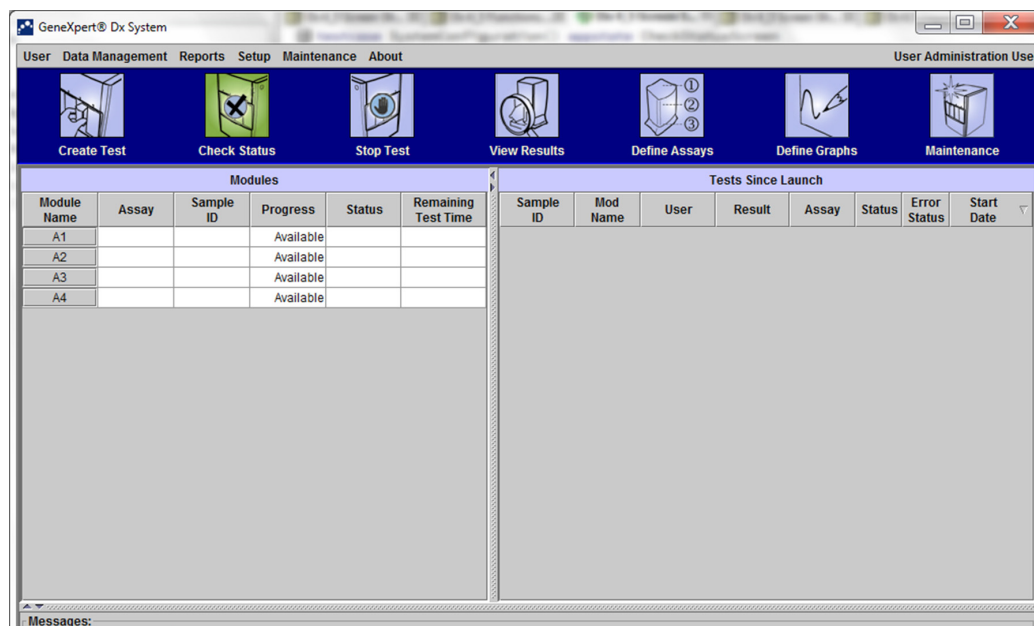 GeneXpert® Dx System
User Data Management Reports Setup Maintenance About User Administration Use
Create Test Check Status Stop Test View Results Define Assays Define Graphs Maintenance
① ② ③
Modules
Module Name Assay Sample ID Progress Status Remaining Test Time
A1 Available
A2 Available
A3 Available
A4 Available
Tests Since Launch
Sample ID Mod Name User Result Assay Status Error Status Start Date
Messages: